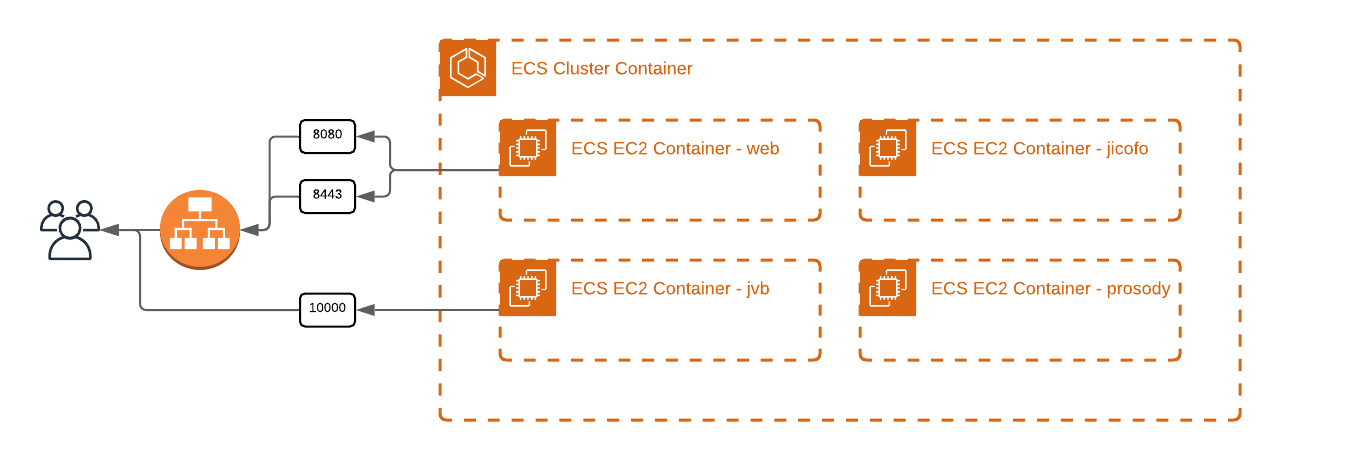 ECS Cluster Container
8080
ECS EC2 Container - web
ECS EC2 Container - jicofo
8443
ECS EC2 Container - jvb
ECS EC2 Container - prosody
10000